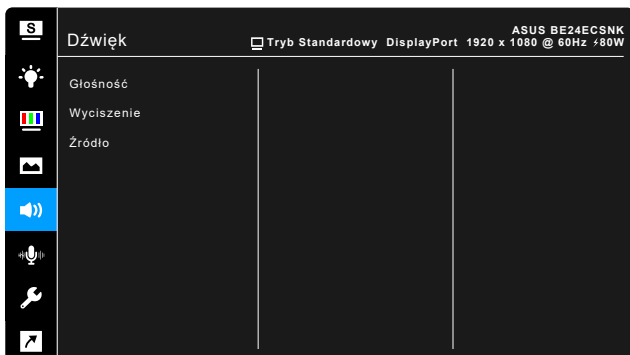 S
ASUS BE24ECSNK
Dźwięk Tryb Standardowy DisplayPort 1920 x 1080 @ 60Hz ⚡80W
Głośność
Wyciszenie
Źródło